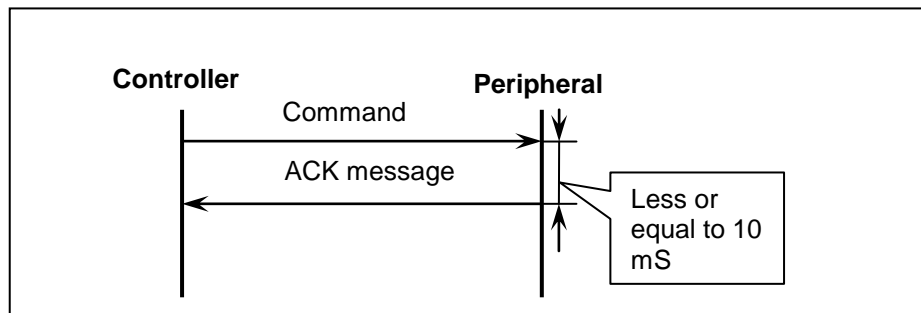 Controller
Peripheral
Command
ACK message
Less or
equal to 10
mS